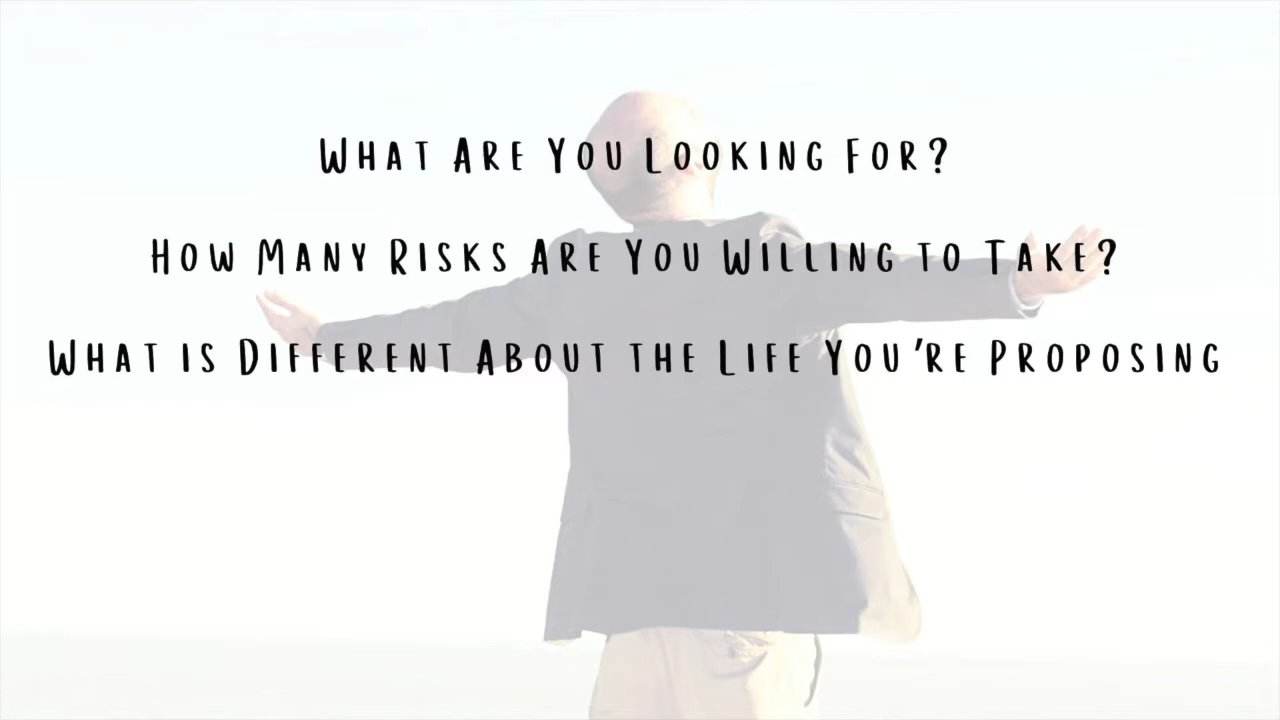 What Are You Looking For?
How Many Risks Are You Willing to Take?
What is Different About the Life You're Proposing